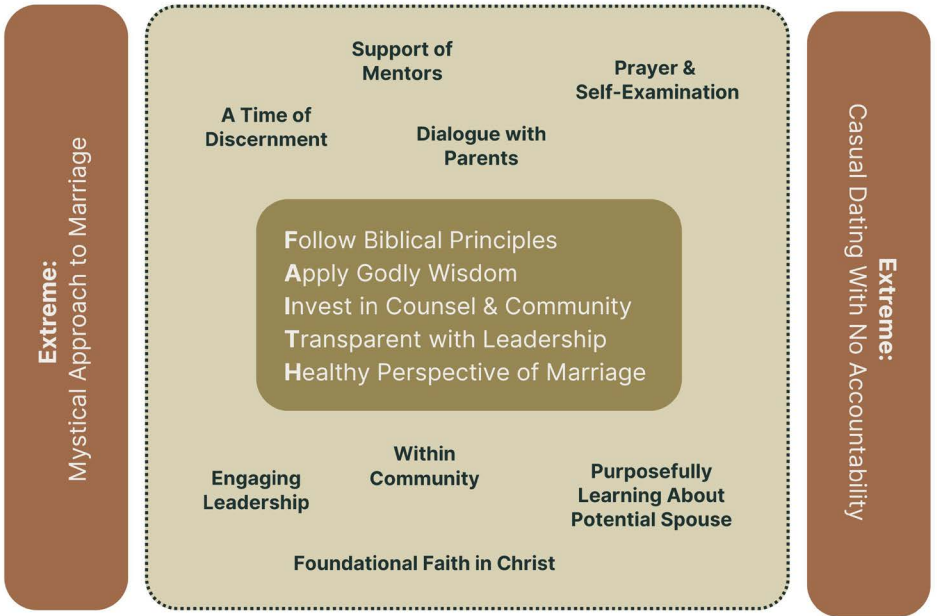 Extreme:
Mystical Approach to Marriage
Support of
Mentors
Prayer &
Self-Examination
A Time of
Discernment
Dialogue with
Parents
Follow Biblical Principles
Apply Godly Wisdom
Invest in Counsel & Community
Transparent with Leadership
Healthy Perspective of Marriage
Within
Community
Engaging
Leadership
Purposefully
Learning About
Potential Spouse
Foundational Faith in Christ
Extreme:
Casual Dating With No Accountability